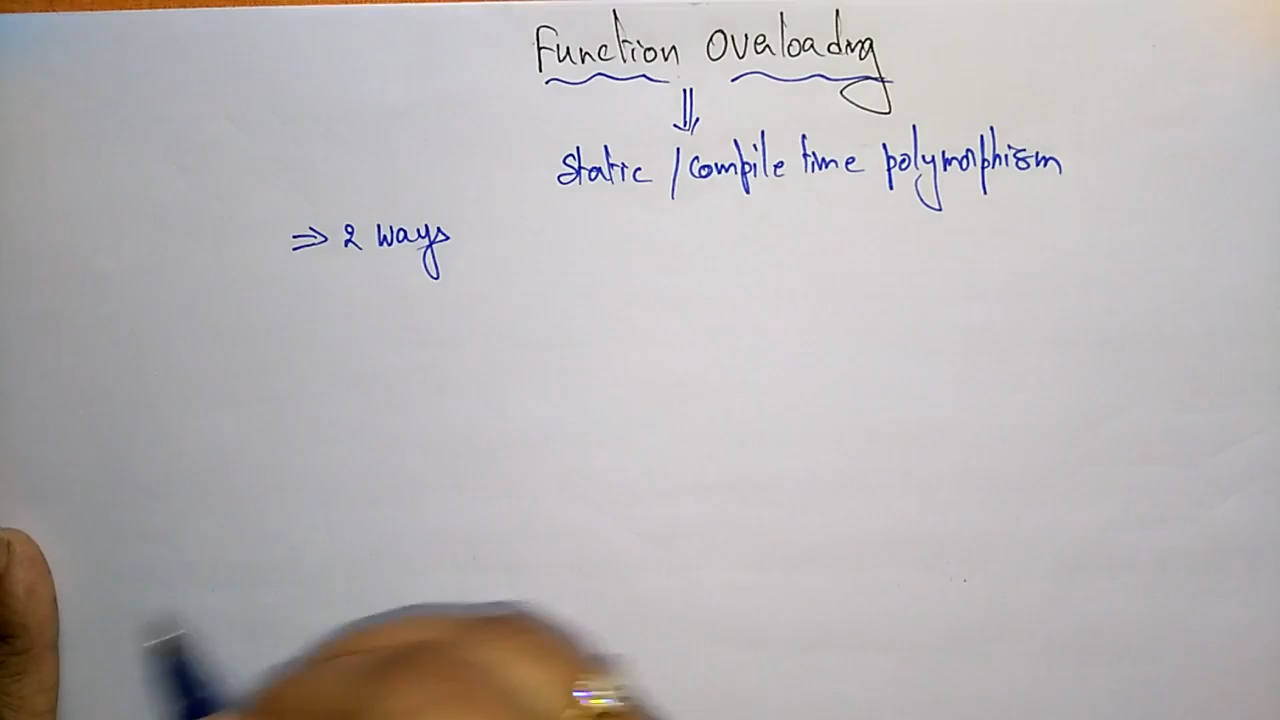 Function Overloading
⇓
Static / Compile time polymorphism
⇒ 2 ways